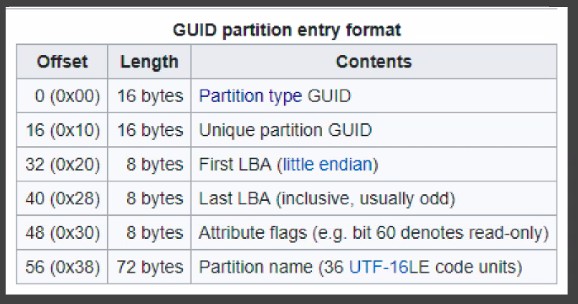 GUID partition entry format
Offset Length Contents
0 (0x00) 16 bytes Partition type GUID
16 (0x10) 16 bytes Unique partition GUID
32 (0x20) 8 bytes First LBA (little endian)
40 (0x28) 8 bytes Last LBA (inclusive, usually odd)
48 (0x30) 8 bytes Attribute flags (e.g. bit 60 denotes read-only)
56 (0x38) 72 bytes Partition name (36 UTF-16LE code units)